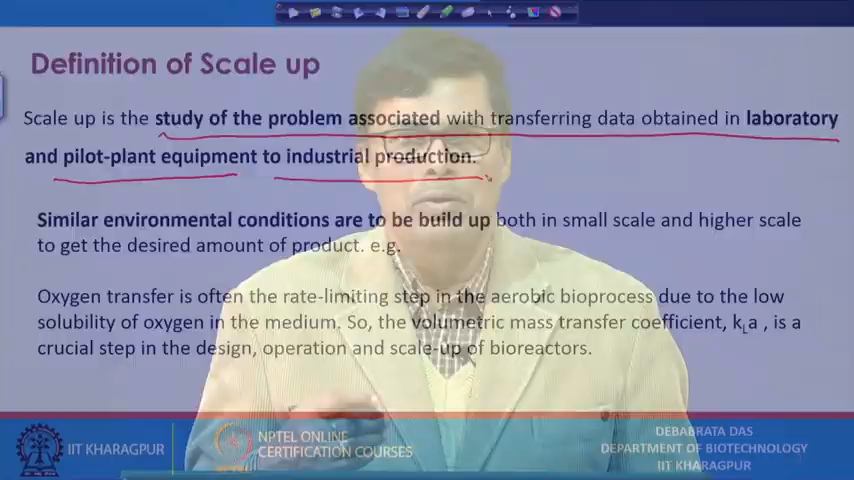 Definition of Scale up
Scale up is the study of the problem associated with transferring data obtained in laboratory
and pilot-plant equipment to industrial production.
Similar environmental conditions are to be build up both in small scale and higher scale
to get the desired amount of product. e.g.
Oxygen transfer is often the rate-limiting step in the aerobic bioprocess due to the low
solubility of oxygen in the medium. So, the volumetric mass transfer coefficient, kLa , is a
crucial step in the design, operation and scale-up of bioreactors.
IIT KHARAGPUR
NPTEL ONLINE
CERTIFICATION COURSES
DEBABRATA DAS
DEPARTMENT OF BIOTECHNOLOGY
IIT KHARAGPUR